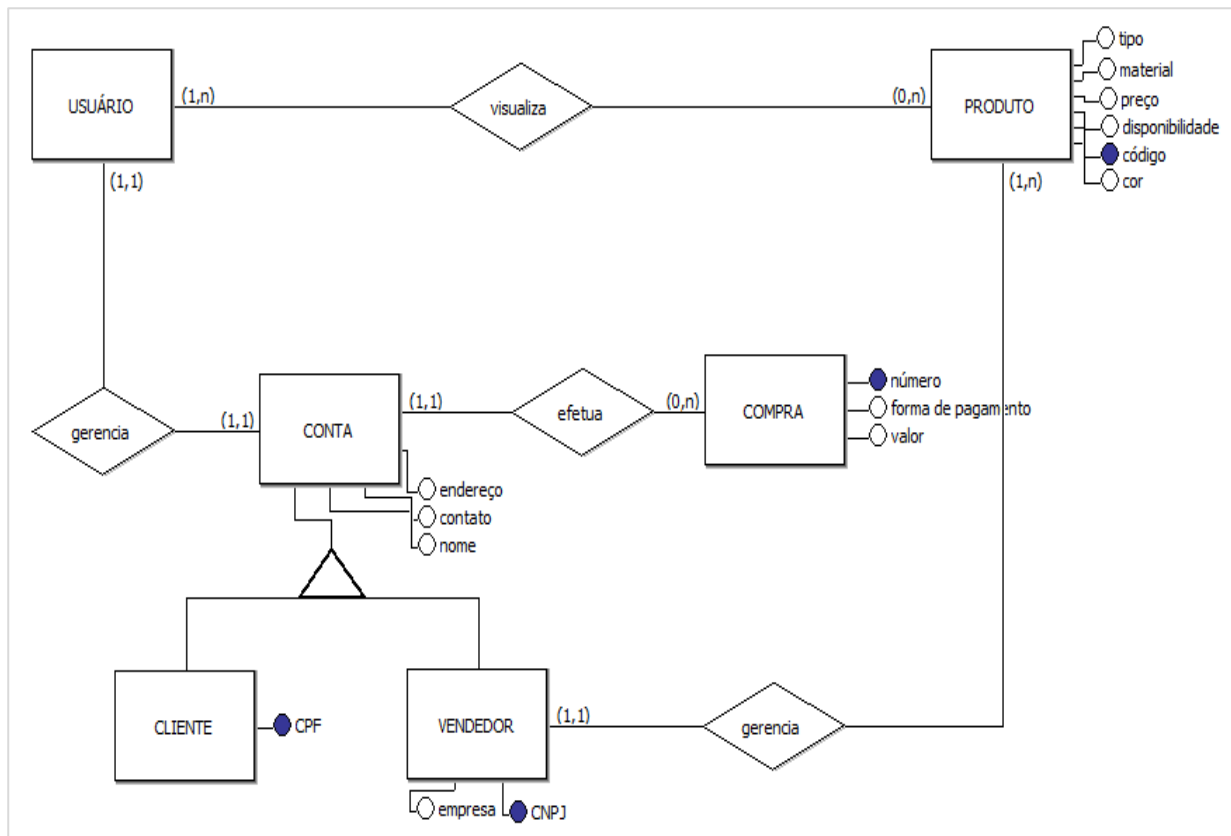 tipo
material
preço
disponibilidade
código
cor
USUÁRIO
(1,n)
visualiza
(0,n)
PRODUTO
(1,1)
(1,n)
gerencia
(1,1)
CONTA
(1,1)
efetua
(0,n)
COMPRA
número
forma de pagamento
valor
endereço
contato
nome
CLIENTE
CPF
VENDEDOR
(1,1)
gerencia
empresa
CNPJ